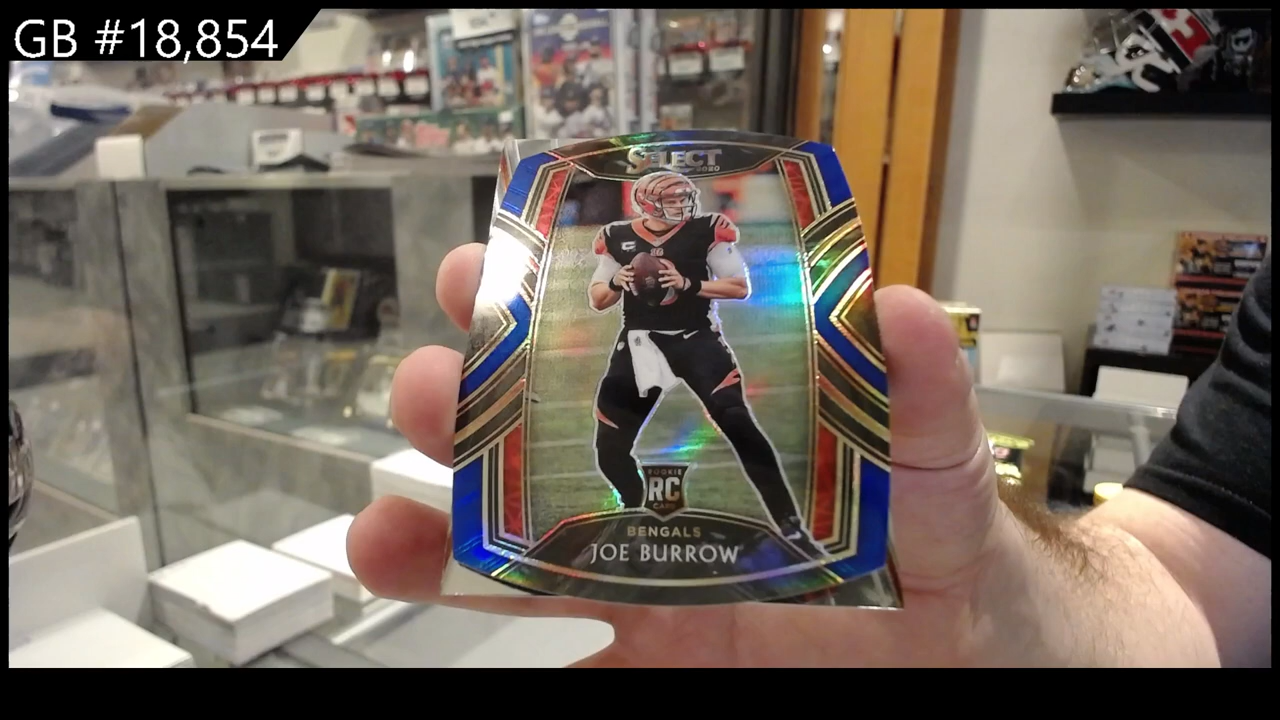 GB #18,854
SELECT
2020
ROOKIE
RC
CARD
BENGALS
JOE BURROW